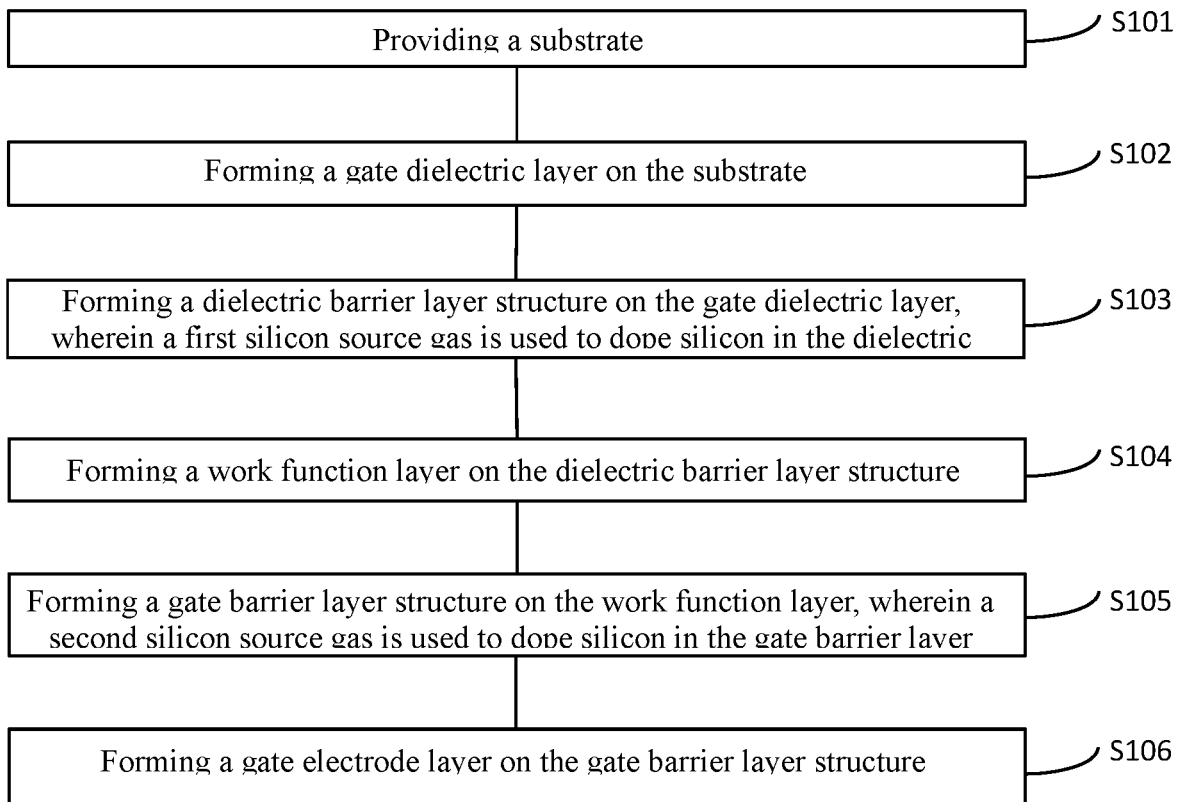 Providing a substrate
S101
Forming a gate dielectric layer on the substrate
S102
Forming a dielectric barrier layer structure on the gate dielectric layer,
wherein a first silicon source gas is used to dope silicon in the dielectric
S103
Forming a work function layer on the dielectric barrier layer structure
S104
Forming a gate barrier layer structure on the work function layer, wherein a
second silicon source gas is used to dope silicon in the gate barrier layer
S105
Forming a gate electrode layer on the gate barrier layer structure
S106